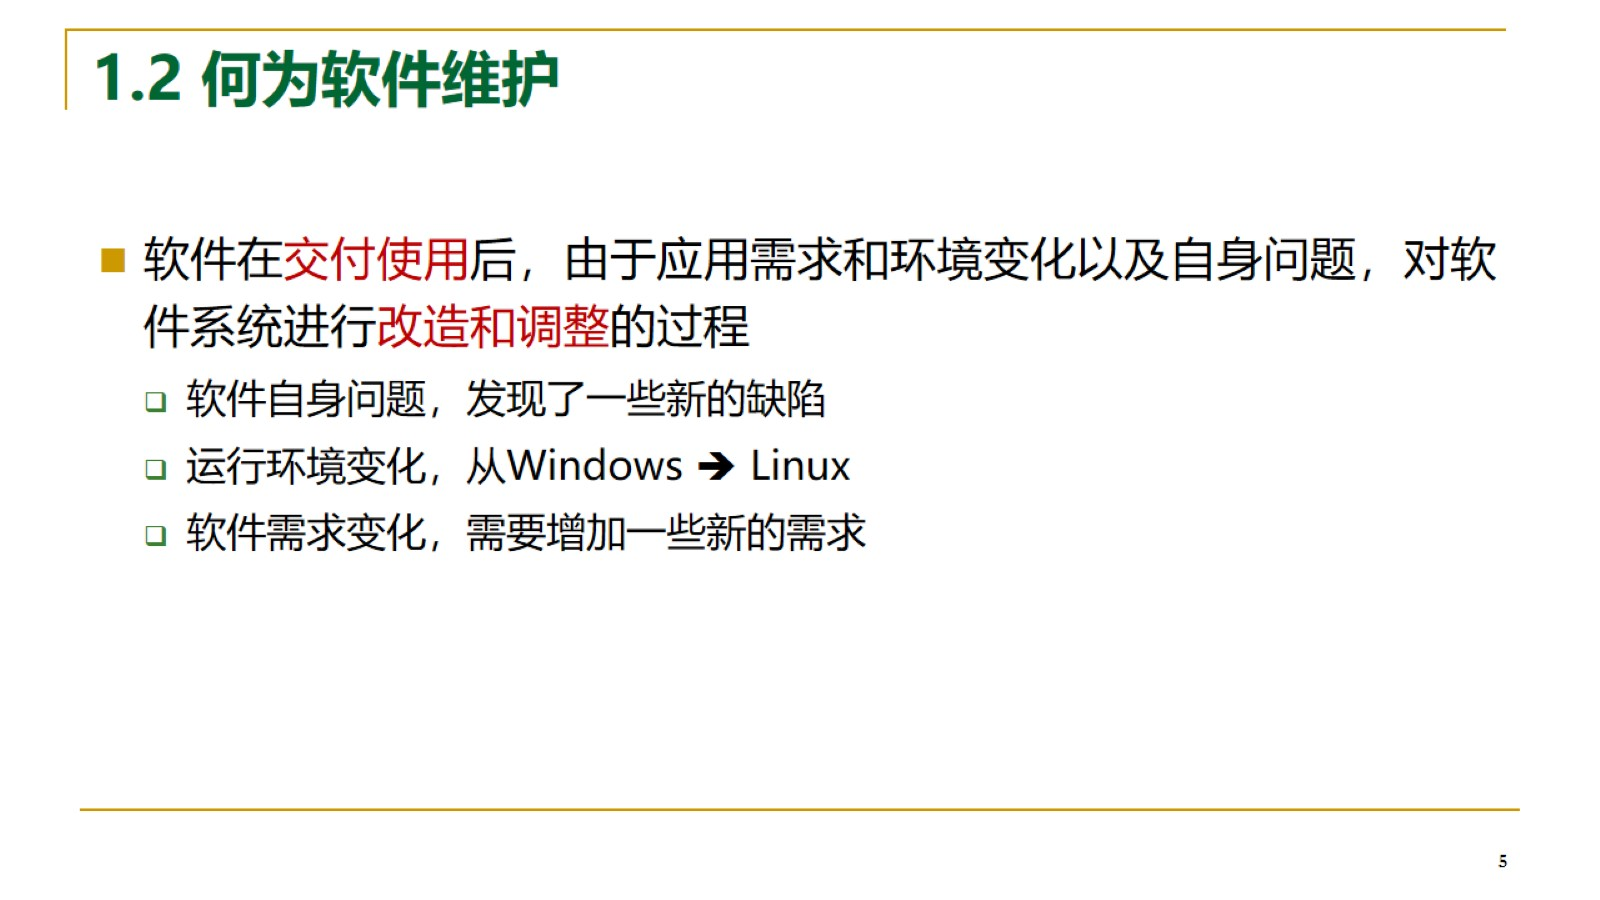 1.2 何为软件维护
软件在交付使用后，由于应用需求和环境变化以及自身问题，对软
件系统进行改造和调整的过程
软件自身问题，发现了一些新的缺陷
运行环境变化，从Windows ➔ Linux
软件需求变化，需要增加一些新的需求
5